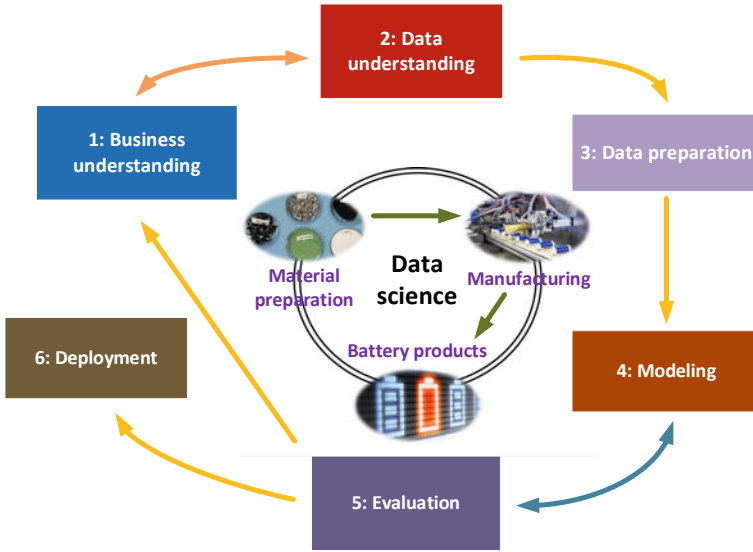 2: Data
understanding
1: Business
understanding
3: Data preparation
Data
science
Material
preparation
Manufacturing
Battery products
6: Deployment
4: Modeling
5: Evaluation